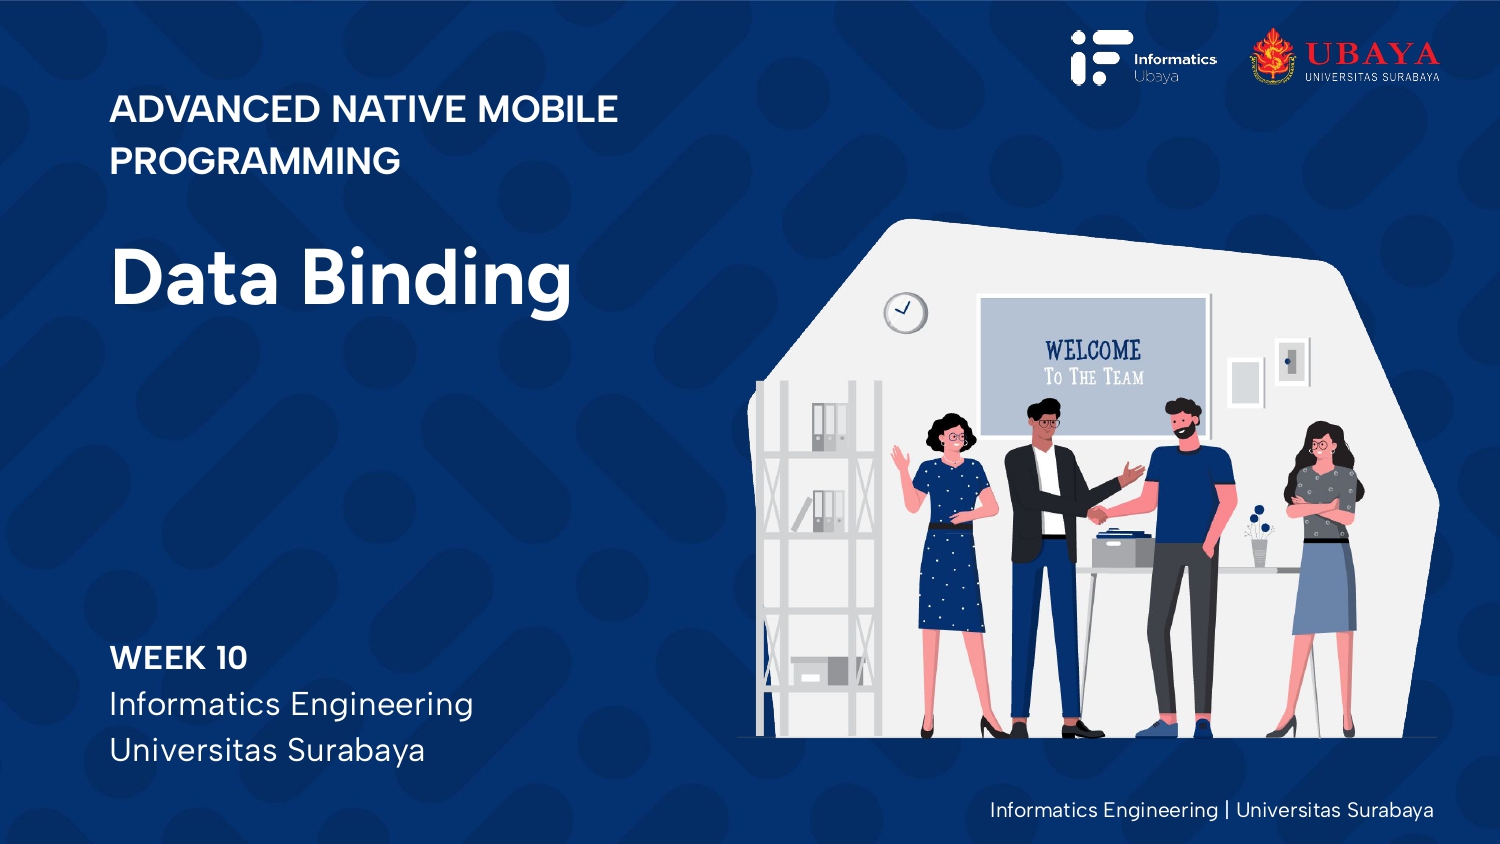 iF Informatics
Ubaya
UBAYA
UNIVERSITAS SURABAYA
ADVANCED NATIVE MOBILE
PROGRAMMING
Data Binding
WELCOME
TO THE TEAM
WEEK 10
Informatics Engineering
Universitas Surabaya
Informatics Engineering | Universitas Surabaya